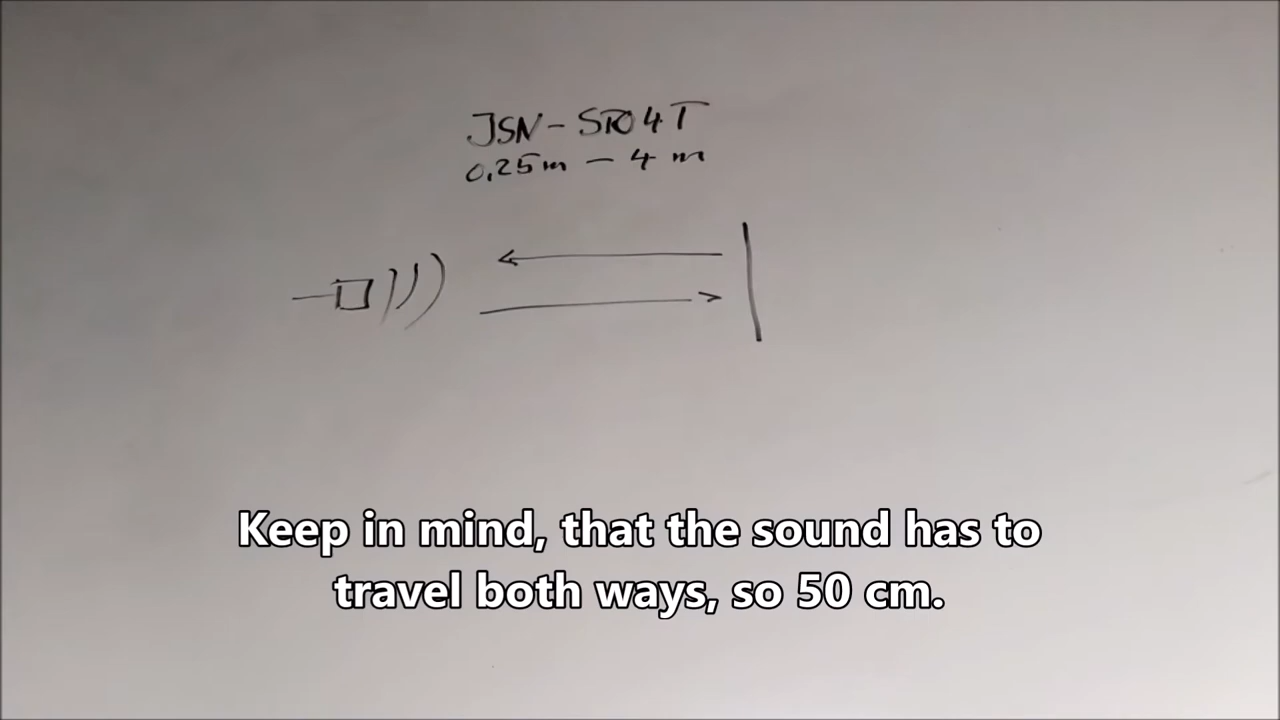 JSN-SR04T
0,25m - 4 m
Keep in mind, that the sound has to
travel both ways, so 50 cm.